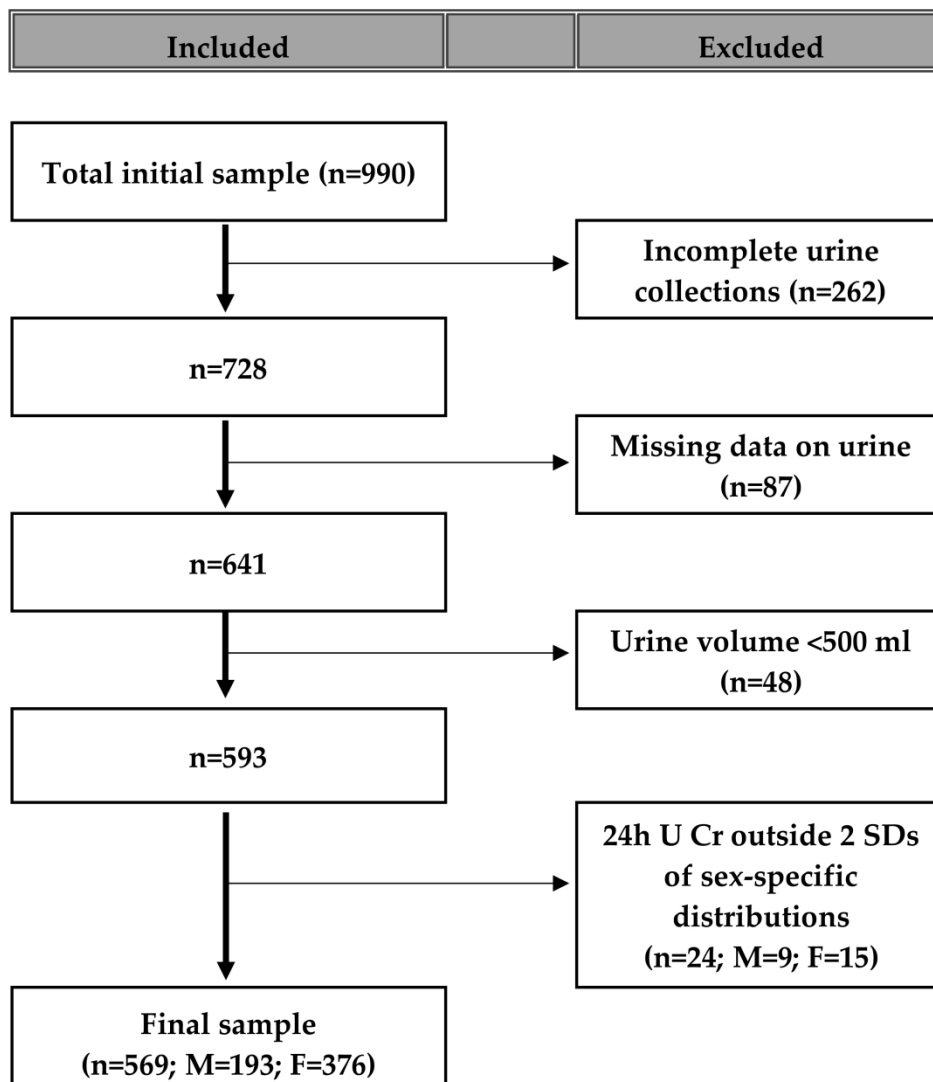 Included
Excluded
Total initial sample (n=990)
Incomplete urine
collections (n=262)
n=728
Missing data on urine
(n=87)
n=641
Urine volume <500 ml
(n=48)
n=593
24h U Cr outside 2 SDs
of sex-specific
distributions
(n=24; M=9; F=15)
Final sample
(n=569; M=193; F=376)